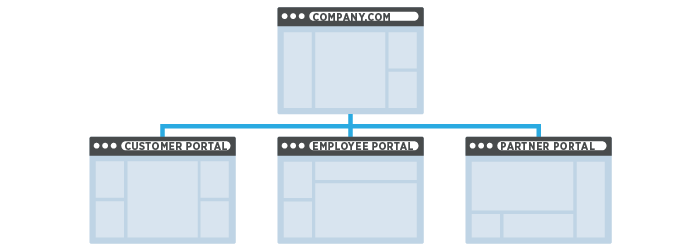 COMPANY.COM
CUSTOMER PORTAL
EMPLOYEE PORTAL
PARTNER PORTAL